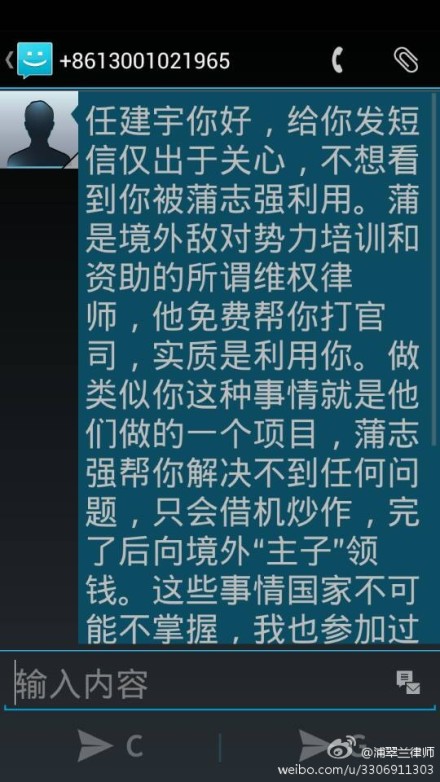 +8613001021965
任建宇你好，给你发短
信仅出于关心，不想看
到你被蒲志强利用。蒲
是境外敌对势力培训和
资助的所谓维权律
师，他免费帮你打官
司，实质是利用你。做
类似你这种事情就是他
们做的一个项目，蒲志
强帮你解决不到任何问
题，只会借机炒作，完
了后向境外“主子”领
钱。这些事情国家不可
能不掌握，我也参加过
输入内容
C
@浦翠兰律师
weibo.com/u/3306911303